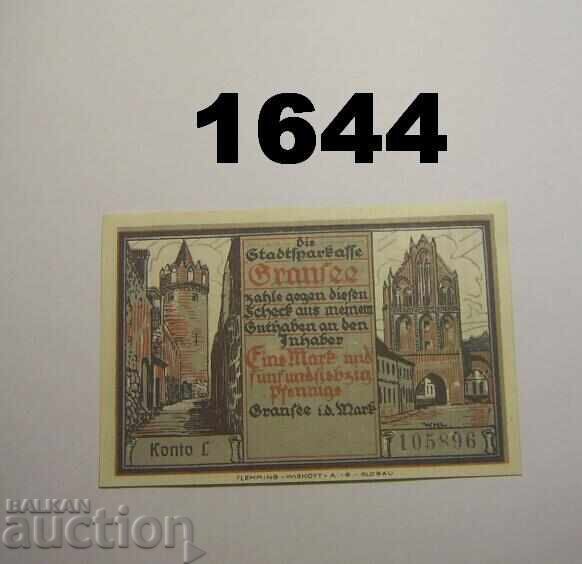 1644
die
Stadtsparkasse
Gransee
zahle gegen diesen
Scheck aus meinem
Guthaben an den
Inhaber
Eine Mark und
fünfundsiebzig
Pfennige
Gransee i.d. Mark
Konto L
WHL
105896
FLEMMING-WISKOTT A.-G. GLOGAU
BALKAN
auction